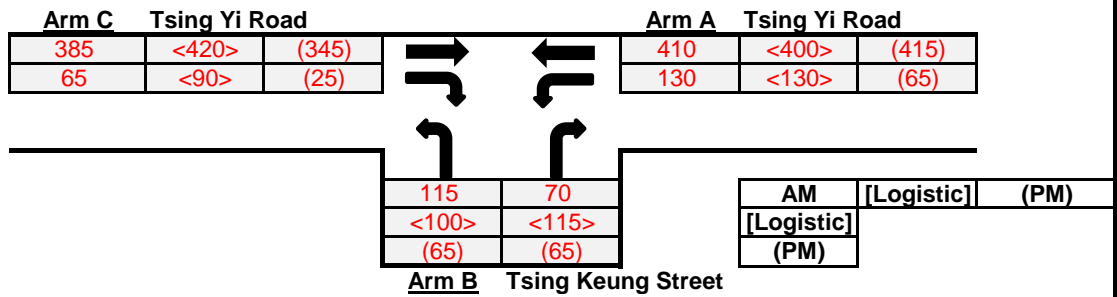 Arm C Tsing Yi Road Arm A Tsing Yi Road
385 <420> (345) 410 <400> (415)
65 <90> (25) 130 <130> (65)
115 70 AM [Logistic] (PM)
<100> <115> [Logistic]
(65) (65) (PM)
Arm B Tsing Keung Street